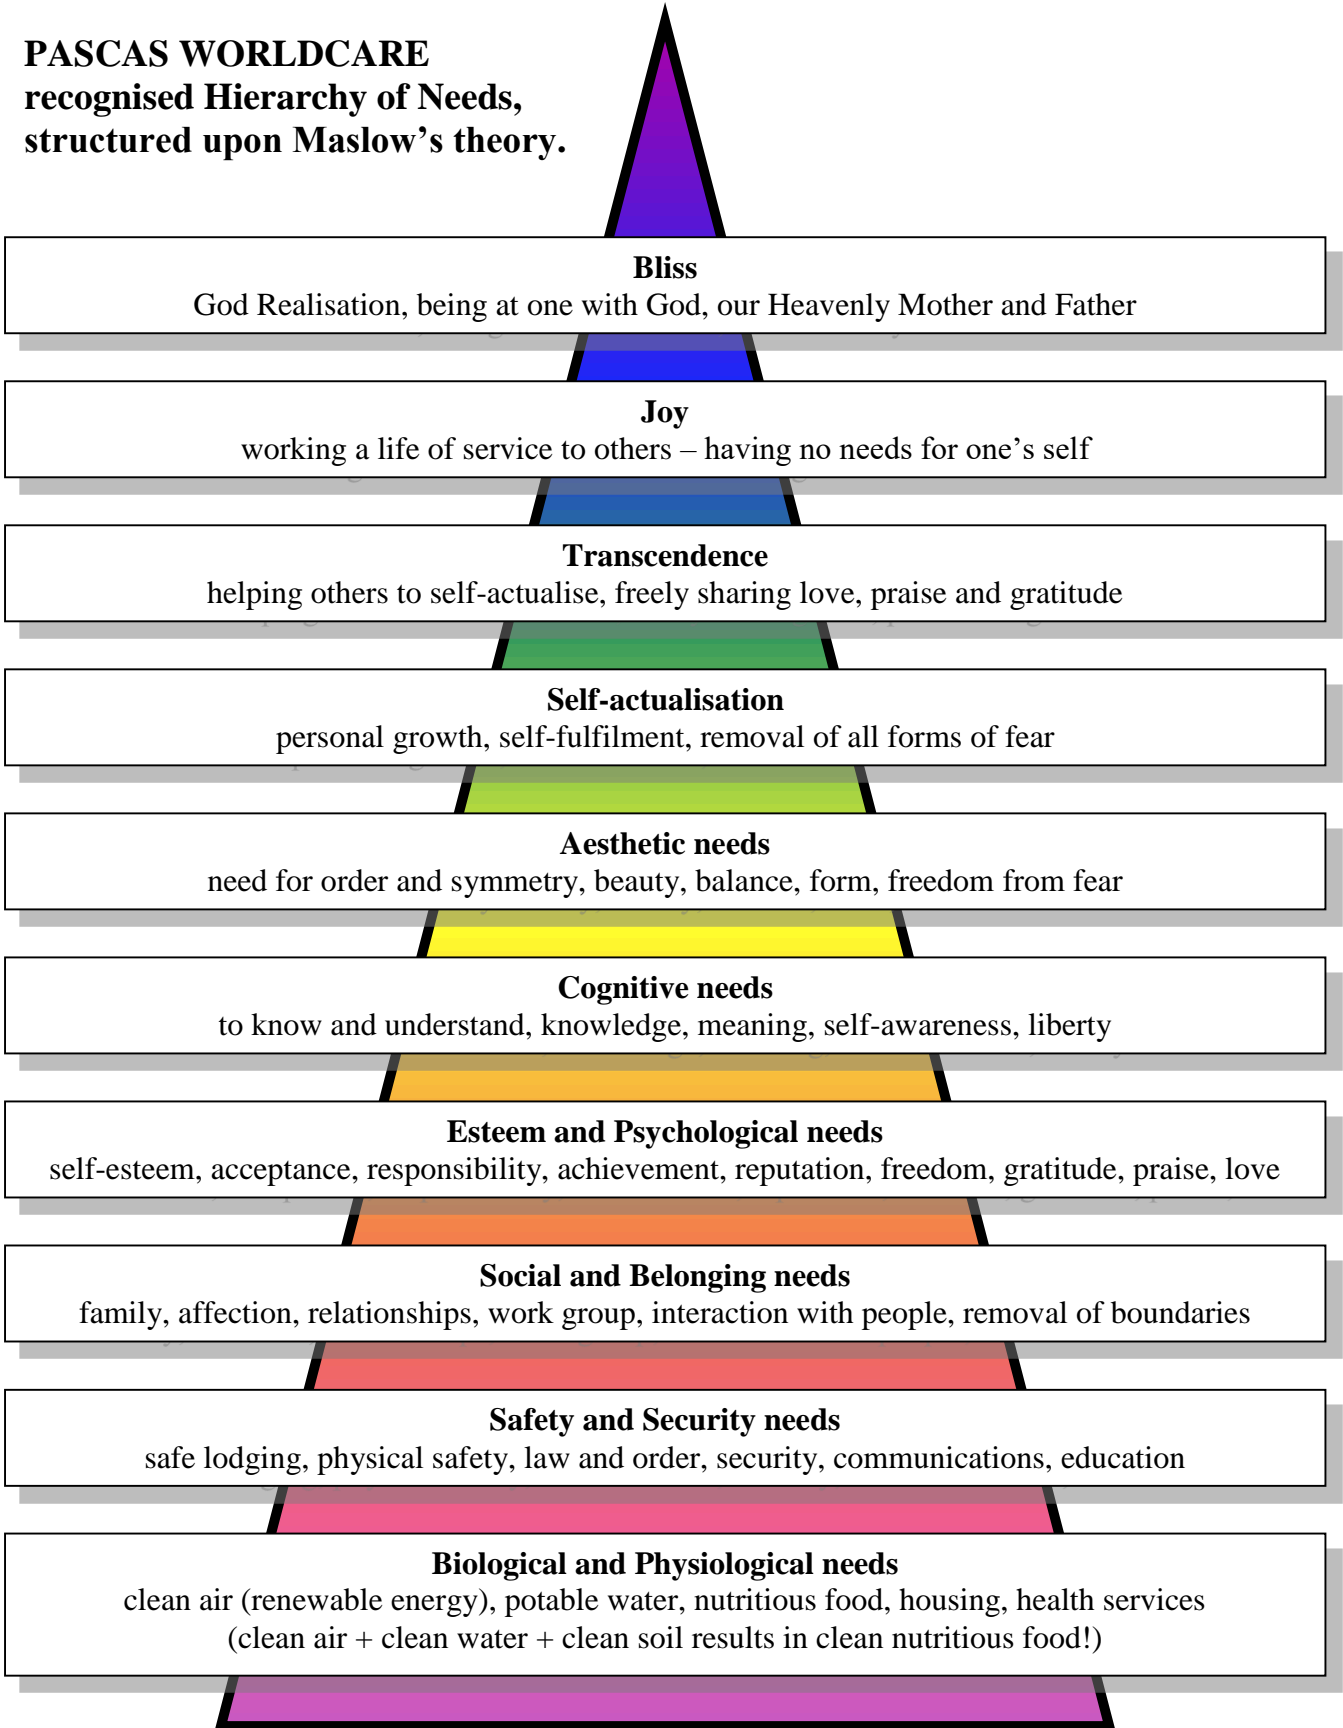 PASCAS WORLDCARE
recognised Hierarchy of Needs,
structured upon Maslow’s theory.
Bliss
God Realisation, being at one with God, our Heavenly Mother and Father
Joy
working a life of service to others – having no needs for one’s self
Transcendence
helping others to self-actualise, freely sharing love, praise and gratitude
Self-actualisation
personal growth, self-fulfilment, removal of all forms of fear
Aesthetic needs
need for order and symmetry, beauty, balance, form, freedom from fear
Cognitive needs
to know and understand, knowledge, meaning, self-awareness, liberty
Esteem and Psychological needs
self-esteem, acceptance, responsibility, achievement, reputation, freedom, gratitude, praise, love
Social and Belonging needs
family, affection, relationships, work group, interaction with people, removal of boundaries
Safety and Security needs
safe lodging, physical safety, law and order, security, communications, education
Biological and Physiological needs
clean air (renewable energy), potable water, nutritious food, housing, health services
(clean air + clean water + clean soil results in clean nutritious food!)